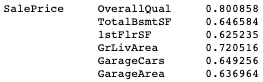 SalePrice OverallQual 0.800858
TotalBsmtSF 0.646584
1stFlrSF 0.625235
GrLivArea 0.720516
GarageCars 0.649256
GarageArea 0.636964